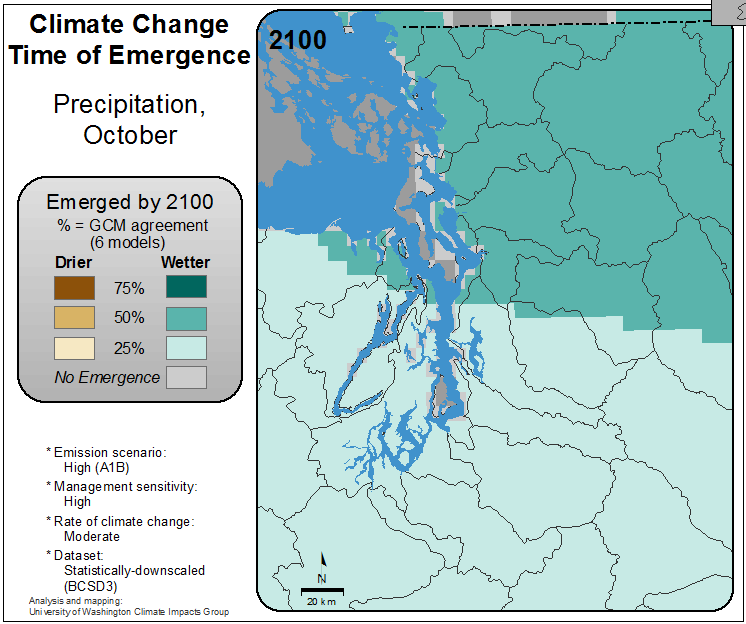 Climate Change
Time of Emergence
Precipitation,
October
Emerged by 2100
% = GCM agreement
(6 models)
Drier Wetter
75%
50%
25%
No Emergence
* Emission scenario:
High (A1B)
* Management sensitivity:
High
* Rate of climate change:
Moderate
* Dataset:
Statistically-downscaled
(BCSD3)
Analysis and mapping:
University of Washington Climate Impacts Group
2100
N
20 km